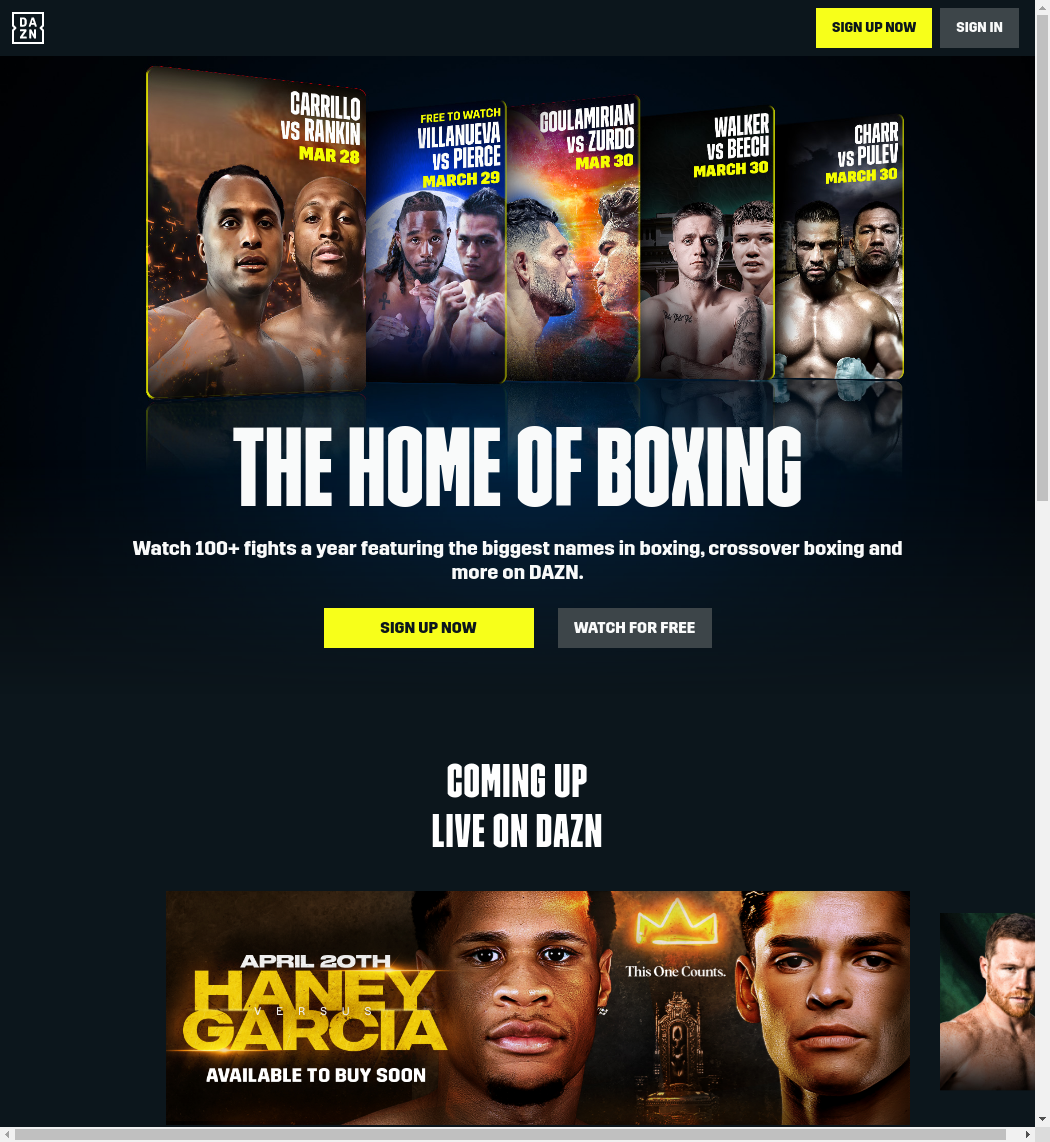 DAZN
SIGN UP NOW
SIGN IN
CARRILLO
vs RANKIN
MAR 28
FREE TO WATCH
VILLANUEVA
vs PIERCE
MARCH 29
GOULAMIRIAN
vs ZURDO
MAR 30
WALKER
vs BEECH
MARCH 30
CHARR
vs PULEV
MARCH 30
THE HOME OF BOXING
Watch 100+ fights a year featuring the biggest names in boxing, crossover boxing and
more on DAZN.
SIGN UP NOW
WATCH FOR FREE
COMING UP
LIVE ON DAZN
APRIL 20TH
HANEY
VERSUS
GARCIA
AVAILABLE TO BUY SOON
This One Counts.